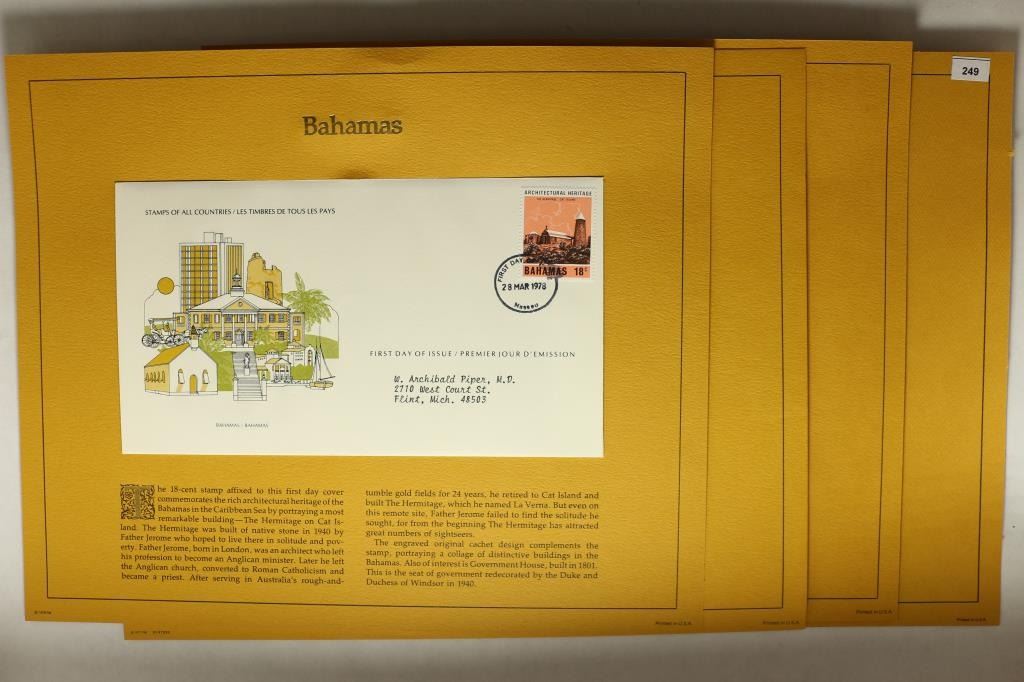 249
Bahamas
STAMPS OF ALL COUNTRIES / LES TIMBRES DE TOUS LES PAYS
ARCHITECTURAL HERITAGE
BAHAMAS 18c
FIRST DAY
28 MAR 1978
Nassau
FIRST DAY OF ISSUE / PREMIER JOUR D'EMISSION
W. Archibald Piper, M.D.
2710 West Court St.
Flint, Mich. 48503
BAHAMAS / BAHAMAS
The 18-cent stamp affixed to this first day cover
commemorates the rich architectural heritage of the
Bahamas in the Caribbean Sea by portraying a most
remarkable building—The Hermitage on Cat Is-
land. The Hermitage was built of native stone in 1940 by
Father Jerome who hoped to live there in solitude and pov-
erty. Father Jerome, born in London, was an architect who left
his profession to become an Anglican minister. Later he left
the Anglican church, converted to Roman Catholicism and
became a priest. After serving in Australia's rough-and-
tumble gold fields for 24 years, he retired to Cat Island and
built The Hermitage, which he named La Verna. But even on
this remote site, Father Jerome failed to find the solitude he
sought, for from the beginning The Hermitage has attracted
great numbers of sightseers.
The engraved original cachet design complements the
stamp, portraying a collage of distinctive buildings in the
Bahamas. Also of interest is Government House, built in 1801.
This is the seat of government redecorated by the Duke and
Duchess of Windsor in 1940.
Printed in U.S.A.
Printed in U.S.A.
Printed in U.S.A.
Printed in U.S.A.